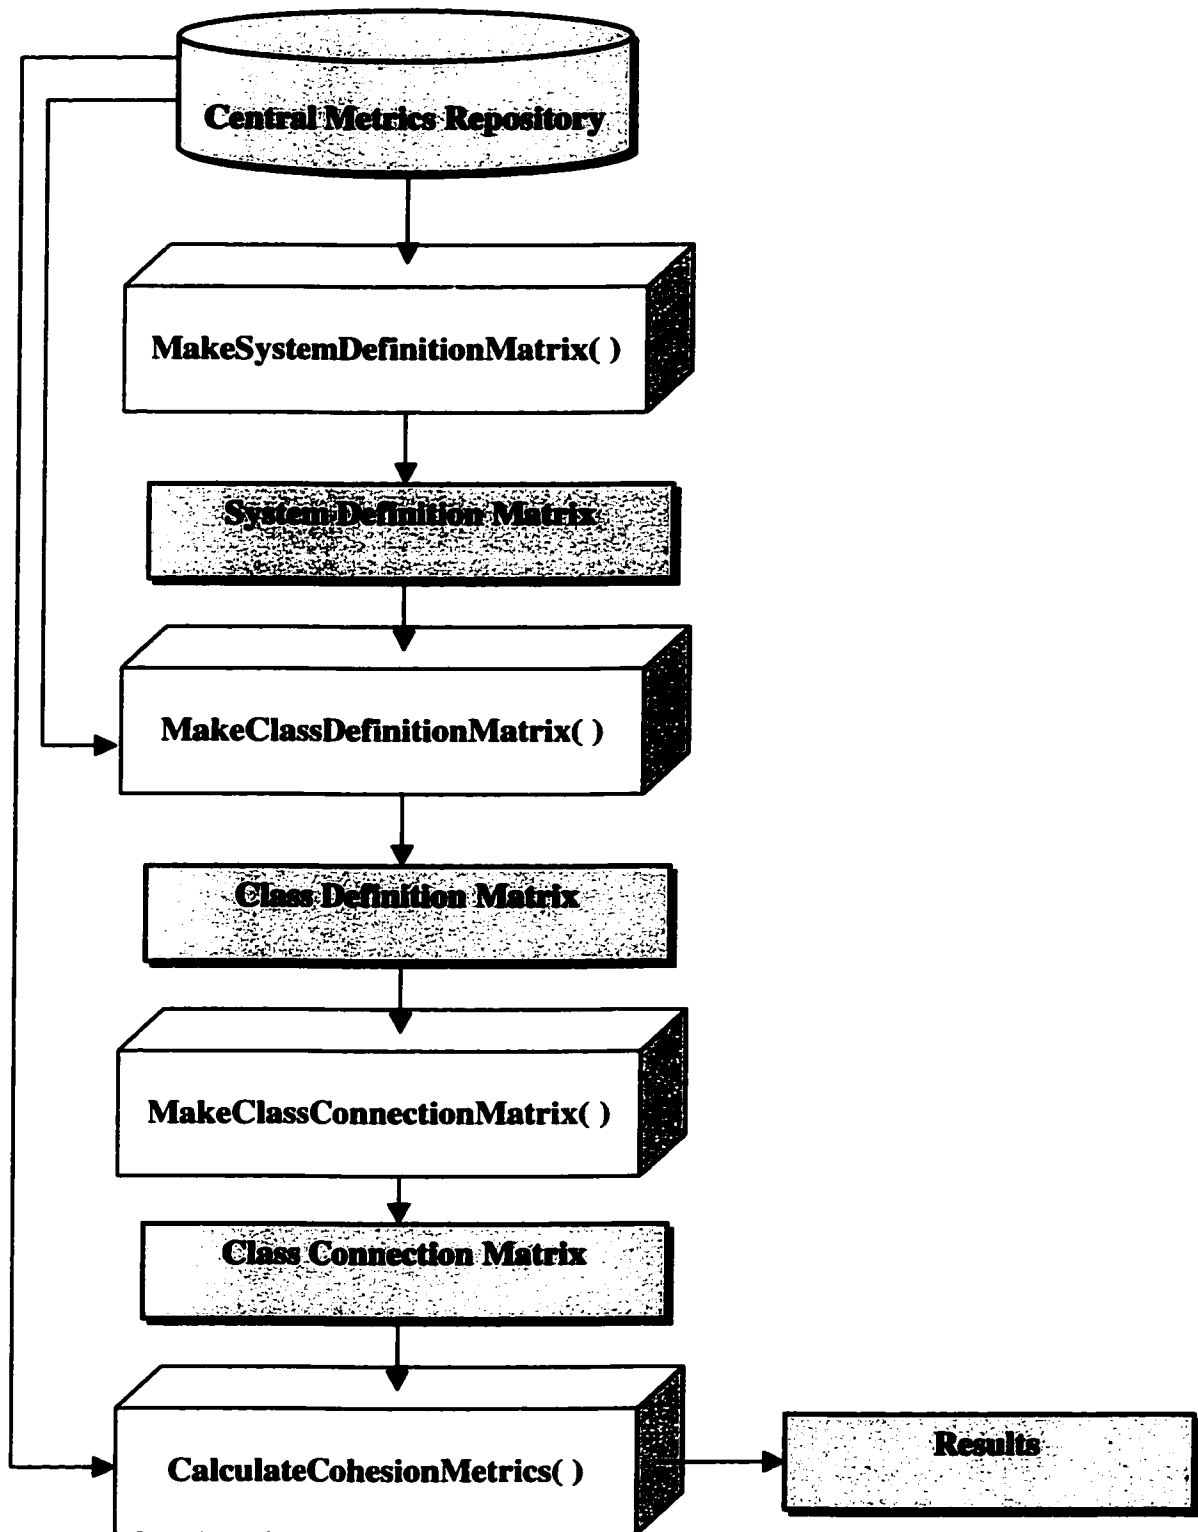 Central Metrics Repository
MakeSystemDefinitionMatrix( )
System Definition Matrix
MakeClassDefinitionMatrix( )
Class Definition Matrix
MakeClassConnectionMatrix( )
Class Connection Matrix
CalculateCohesionMetrics( )
Results